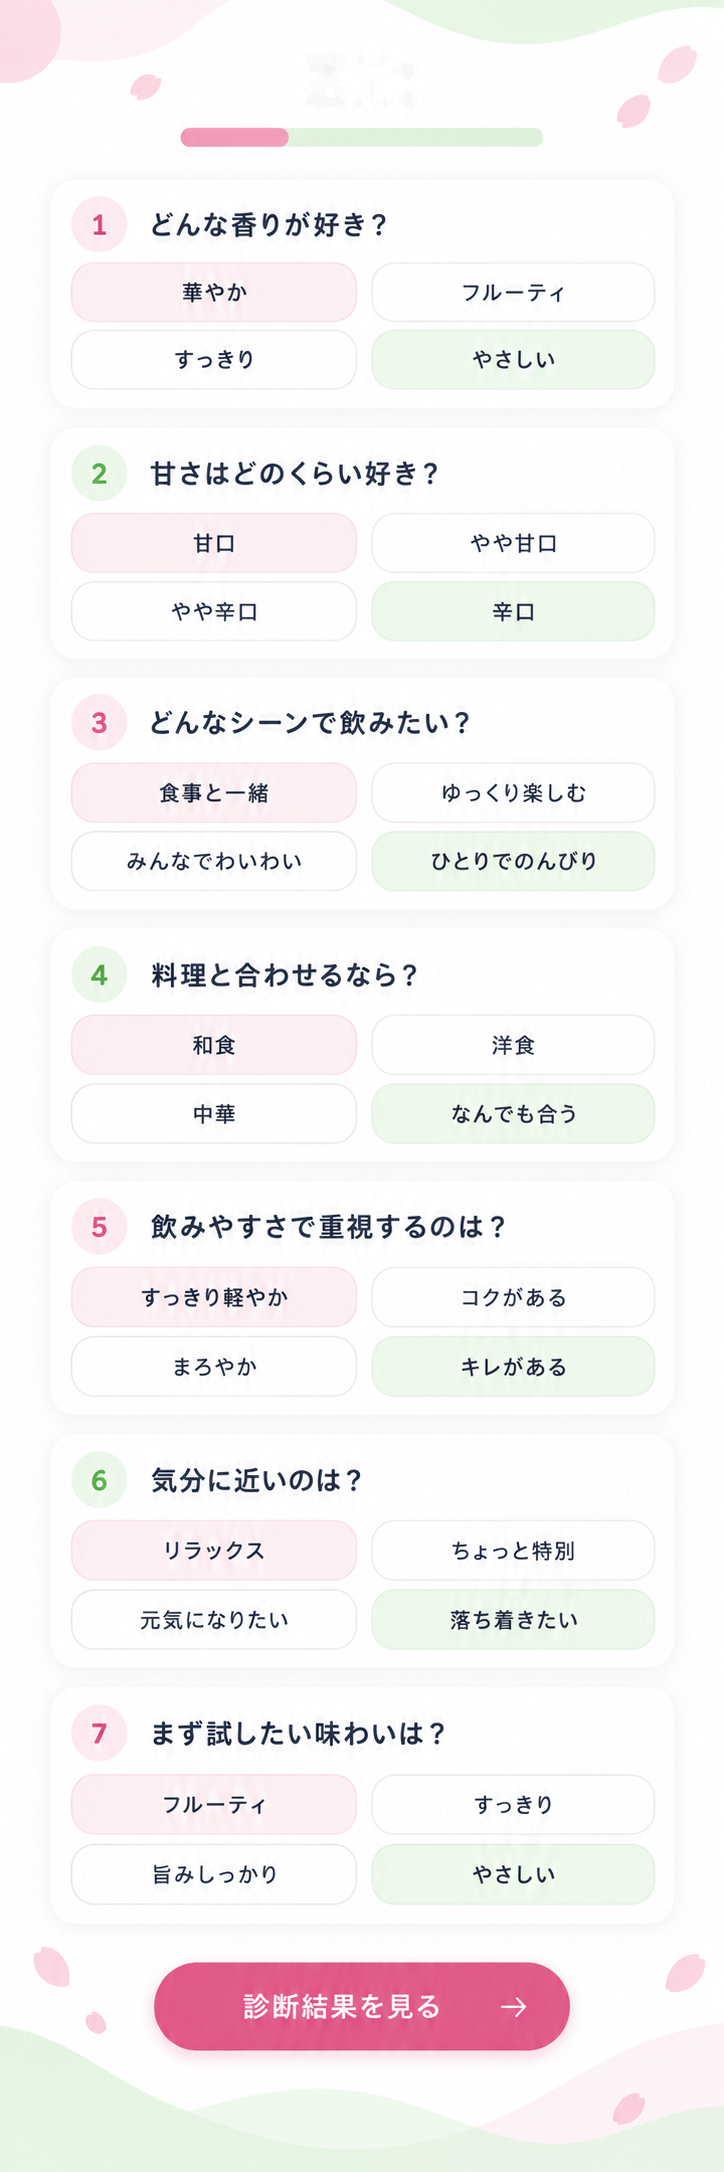 1 どんな香りが好き？
華やか フルーティ
すっきり やさしい
2 甘さはどのくらい好き？
甘口 やや甘口
やや辛口 辛口
3 どんなシーンで飲みたい？
食事と一緒 ゆっくり楽しむ
みんなでわいわい ひとりでのんびり
4 料理と合わせるなら？
和食 洋食
中華 なんでも合う
5 飲みやすさで重視するのは？
すっきり軽やか コクがある
まろやか キレがある
6 気分に近いのは？
リラックス ちょっと特別
元気になりたい 落ち着きたい
7 まず試したい味わいは？
フルーティ すっきり
旨みしっかり やさしい
診断結果を見る →